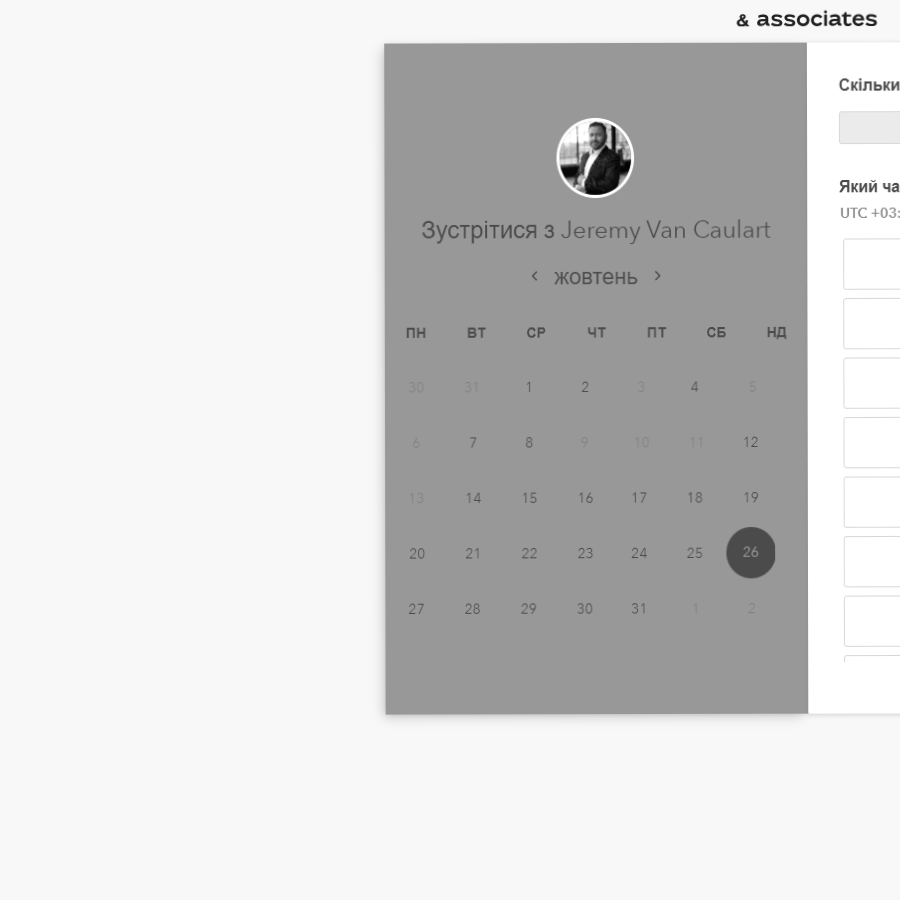 & associates
Зустрітися з Jeremy Van Caulart
жовтень
ПН ВТ СР ЧТ ПТ СБ НД
30 31 1 2 3 4 5
6 7 8 9 10 11 12
13 14 15 16 17 18 19
20 21 22 23 24 25 26
27 28 29 30 31 1 2
Скільки
Який ча
UTC +03: